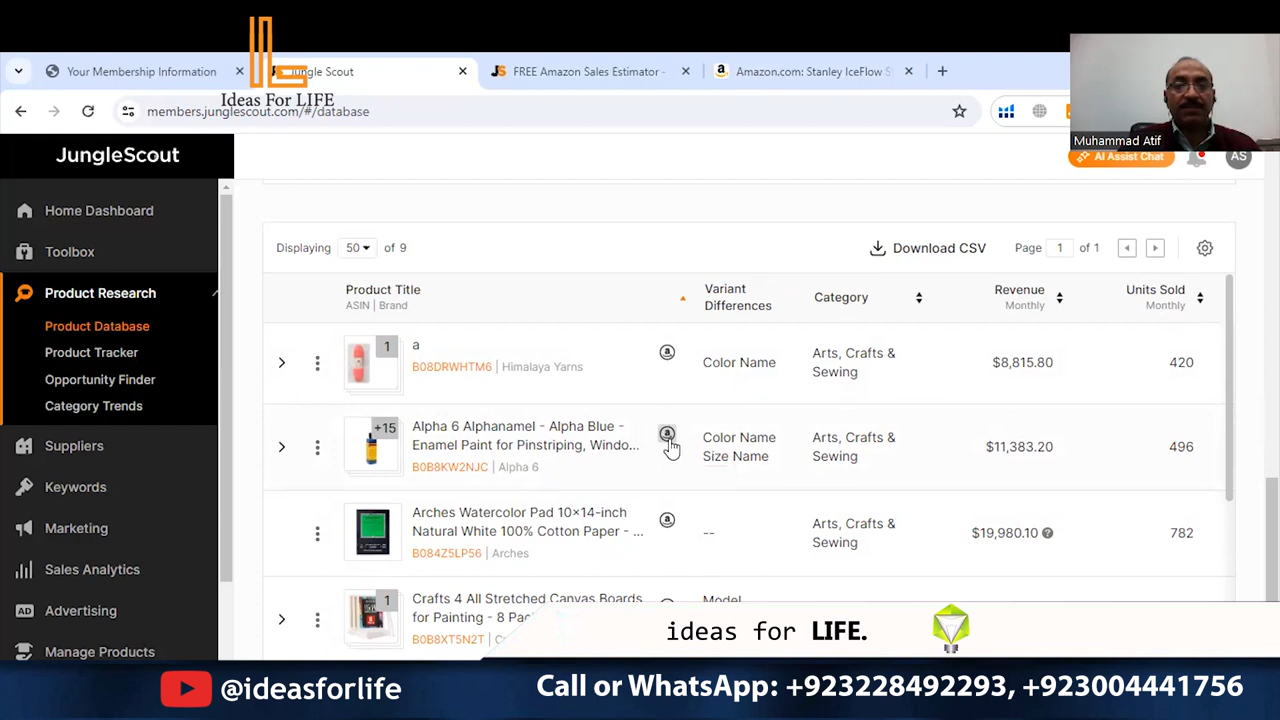 Your Membership Information
Jungle Scout
FREE Amazon Sales Estimator -
Amazon.com: Stanley IceFlow S
Ideas For LIFE
members.junglescout.com/#/database
Muhammad Atif
JungleScout
AI Assist Chat
AS
Home Dashboard
Toolbox
Product Research
Product Database
Product Tracker
Opportunity Finder
Category Trends
Suppliers
Keywords
Marketing
Sales Analytics
Advertising
Manage Products
Displaying 50 of 9
Download CSV
Page 1 of 1
Product Title
ASIN | Brand
Variant
Differences
Category
Revenue
Monthly
Units Sold
Monthly
1
a
B08DRWHTM6 | Himalaya Yarns
Color Name
Arts, Crafts &
Sewing
$8,815.80
420
+15
Alpha 6 Alphanamel - Alpha Blue -
Enamel Paint for Pinstriping, Windo...
B0B8KW2NJC | Alpha 6
Color Name
Size Name
Arts, Crafts &
Sewing
$11,383.20
496
Arches Watercolor Pad 10x14-inch
Natural White 100% Cotton Paper - ...
B084Z5LP56 | Arches
--
Arts, Crafts &
Sewing
$19,980.10
782
1
Crafts 4 All Stretched Canvas Boards
for Painting - 8 Pac
B0B8XT5N2T | C
Model
ideas for LIFE.
@ideasforlife
Call or WhatsApp: +923228492293, +923004441756